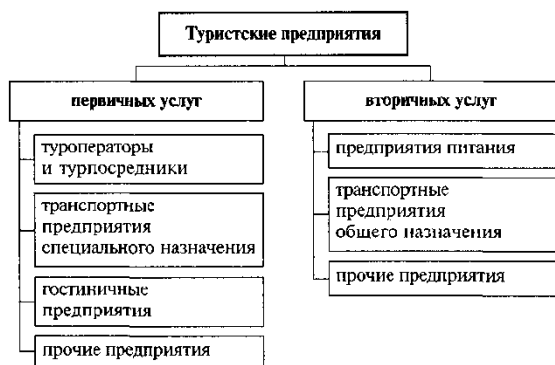 Туристские предприятия
первичных услуг
туроператоры
и турпосредники
транспортные
предприятия
специального назначения
гостиничные
предприятия
прочие предприятия
вторичных услуг
предприятия питания
транспортные
предприятия
общего назначения
прочие предприятия